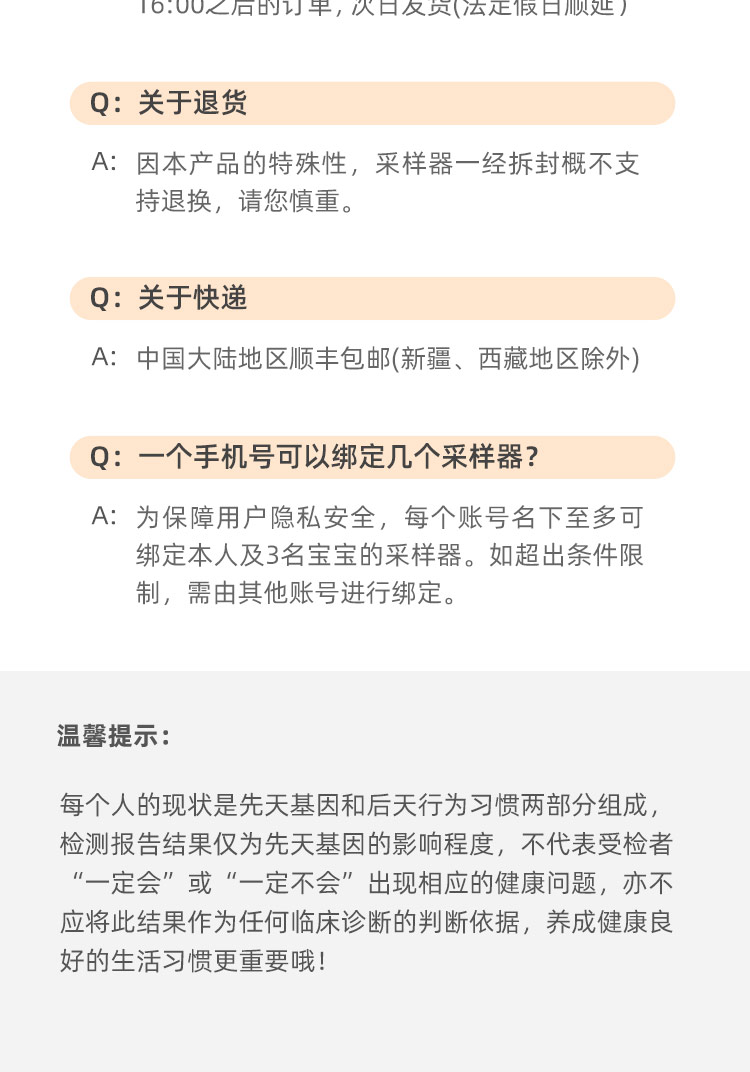 16:00之后的订单, 次日发货(法定假日顺延)
Q：关于退货
A: 因本产品的特殊性，采样器一经拆封概不支
持退换，请您慎重。
Q：关于快递
A: 中国大陆地区顺丰包邮(新疆、西藏地区除外)
Q：一个手机号可以绑定几个采样器?
A: 为保障用户隐私安全，每个账号名下至多可
绑定本人及3名宝宝的采样器。如超出条件限
制，需由其他账号进行绑定。
温馨提示：
每个人的现状是先天基因和后天行为习惯两部分组成，
检测报告结果仅为先天基因的影响程度，不代表受检者
“一定会”或“一定不会”出现相应的健康问题，亦不
应将此结果作为任何临床诊断的判断依据，养成健康良
好的生活习惯更重要哦!